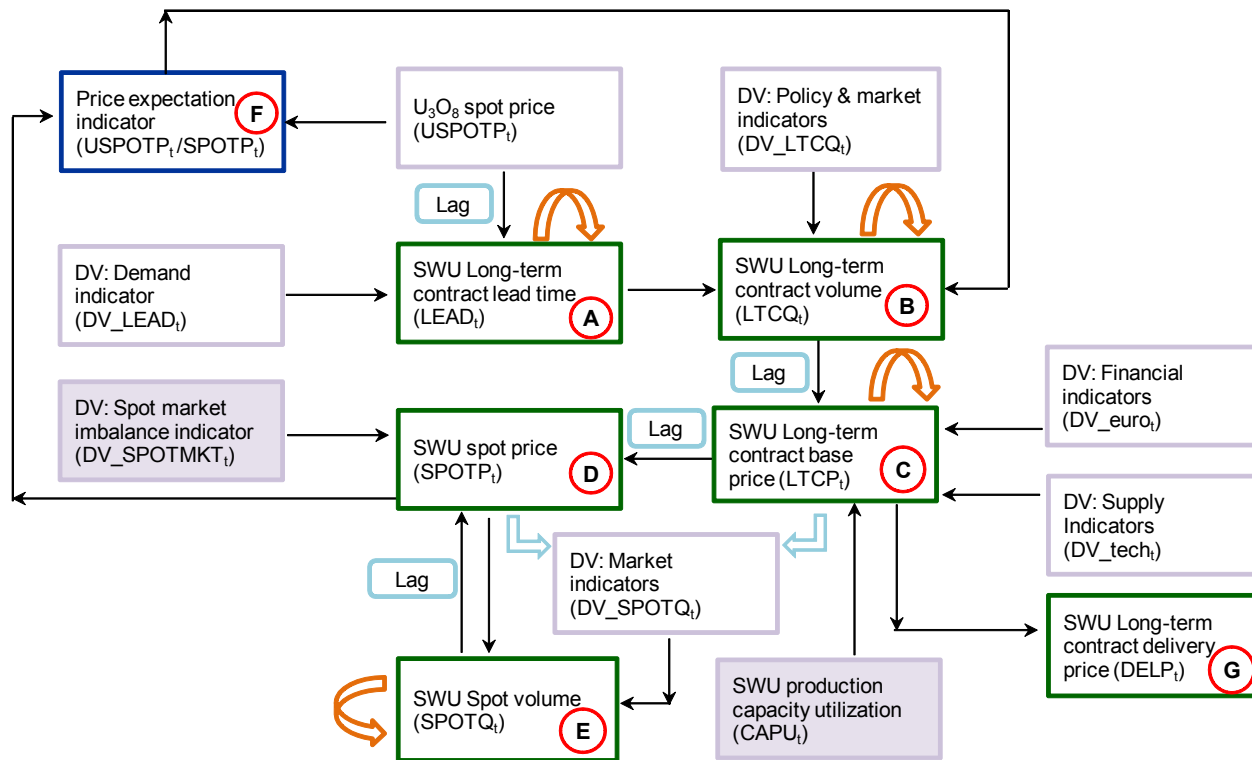 Price expectation
indicator
(USPOTPt /SPOTPt)
F
U3O8 spot price
(USPOTPt)
DV: Policy & market
indicators
(DV_LTCQt)
Lag
DV: Demand
indicator
(DV_LEADt)
SWU Long-term
contract lead time
(LEADt)
A
SWU Long-term
contract volume
(LTCQt)
B
Lag
DV: Financial
indicators
(DV_eurot)
DV: Spot market
imbalance indicator
(DV_SPOTMKTt)
SWU spot price
(SPOTPt)
D
Lag
SWU Long-term
contract base
price (LTCPt)
C
DV: Supply
Indicators
(DV_techt)
Lag
DV: Market
indicators
(DV_SPOTQt)
SWU Long-term
contract delivery
price (DELPt)
G
SWU Spot volume
(SPOTQt)
E
SWU production
capacity utilization
(CAPUt)